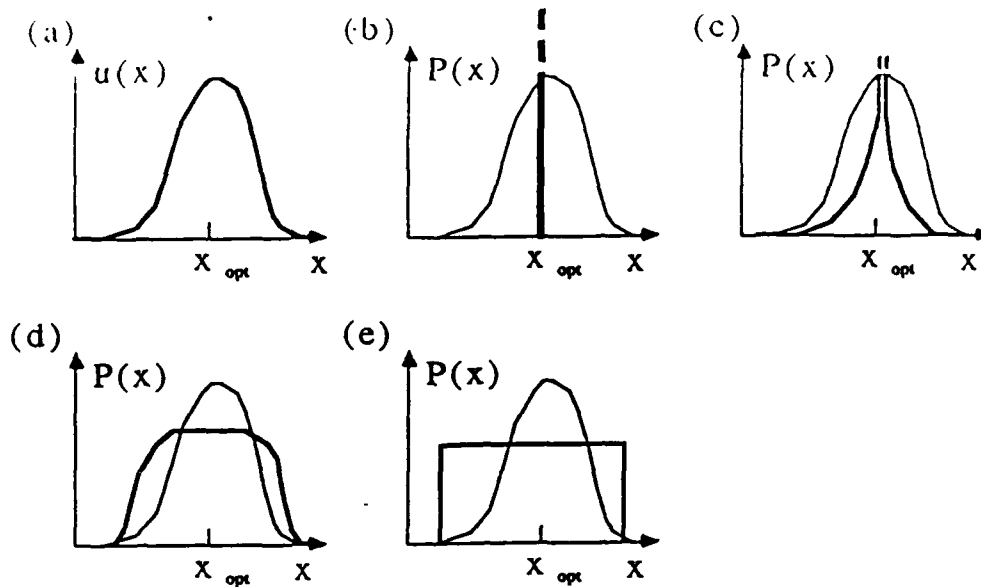 (a)
u(x)
x opt x
(b)
P(x)
x opt x
(c)
P(x)
x opt x
(d)
P(x)
x opt x
(e)
P(x)
x opt x